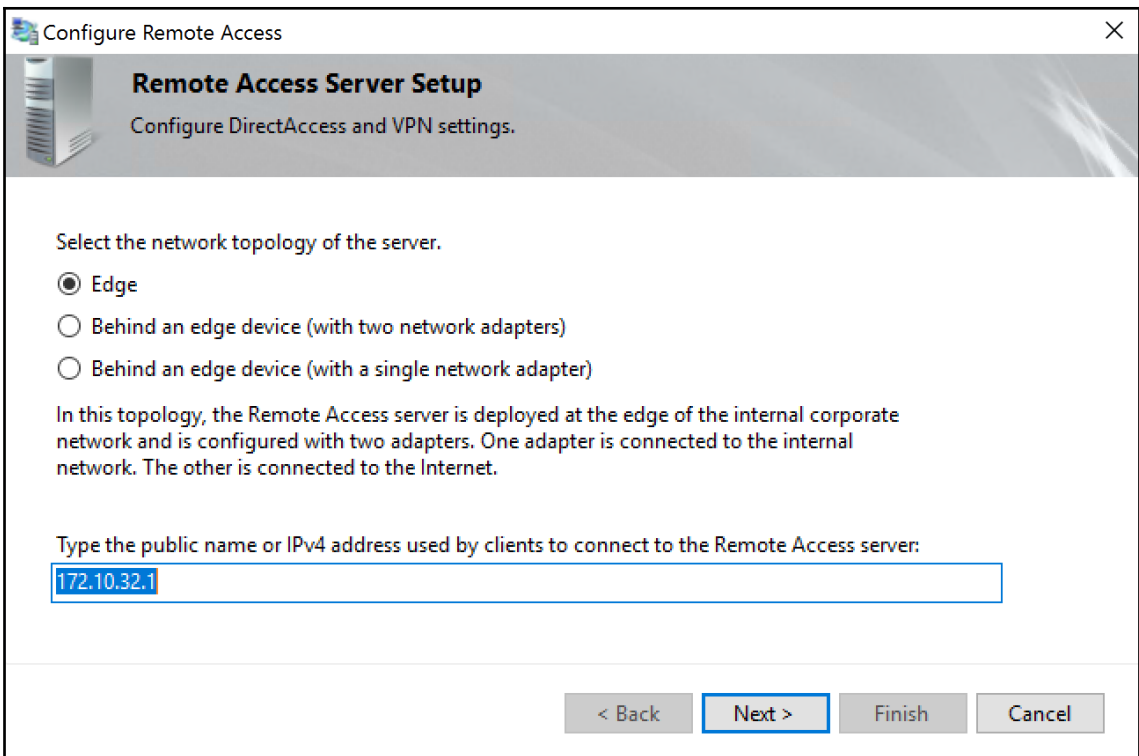 Configure Remote Access
Remote Access Server Setup
Configure DirectAccess and VPN settings.
Select the network topology of the server.
Edge
Behind an edge device (with two network adapters)
Behind an edge device (with a single network adapter)
In this topology, the Remote Access server is deployed at the edge of the internal corporate
network and is configured with two adapters. One adapter is connected to the internal
network. The other is connected to the Internet.
Type the public name or IPv4 address used by clients to connect to the Remote Access server:
172.10.32.1
< Back Next > Finish Cancel